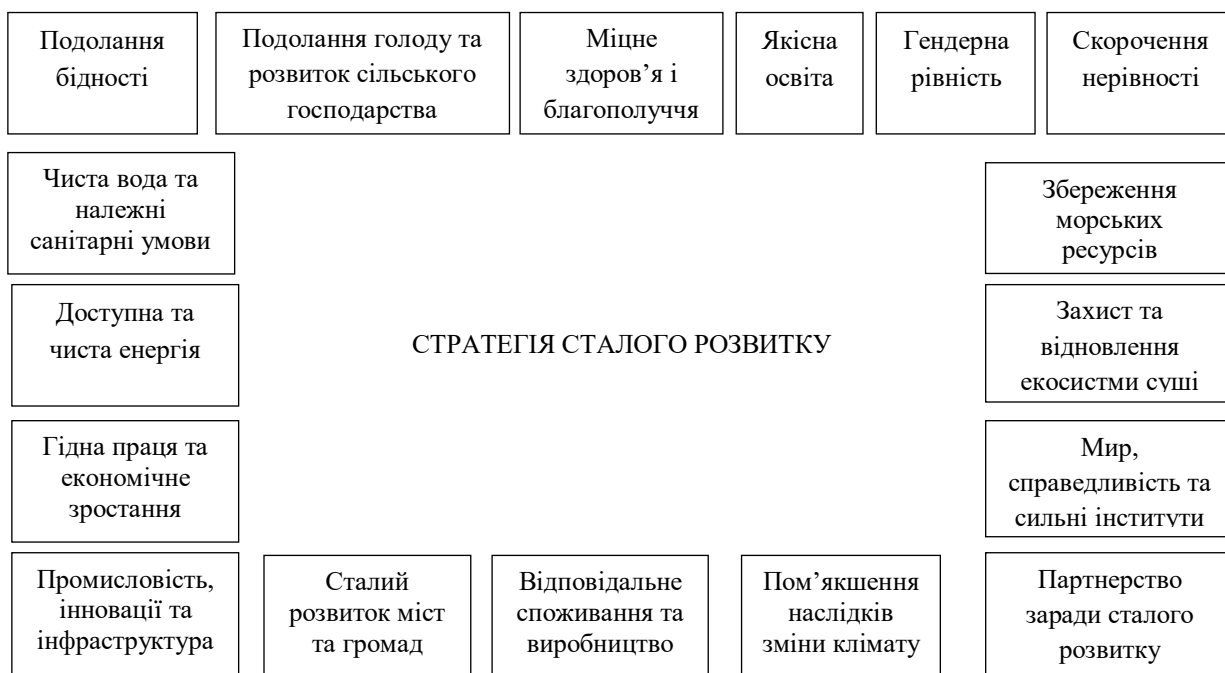 Подолання
бідності
Подолання голоду та
розвиток сільського
господарства
Міцне
здоров’я і
благополуччя
Якісна
освіта
Гендерна
рівність
Скорочення
нерівності
Чиста вода та
належні
санітарні умови
Збереження
морських
ресурсів
Доступна та
чиста енергія
СТРАТЕГІЯ СТАЛОГО РОЗВИТКУ
Захист та
відновлення
екосистми суші
Гідна праця та
економічне
зростання
Мир,
справедливість та
сильні інститути
Промисловість,
інновації та
інфраструктура
Сталий
розвиток міст
та громад
Відповідальне
споживання та
виробництво
Пом’якшення
наслідків
зміни клімату
Партнерство
заради сталого
розвитку